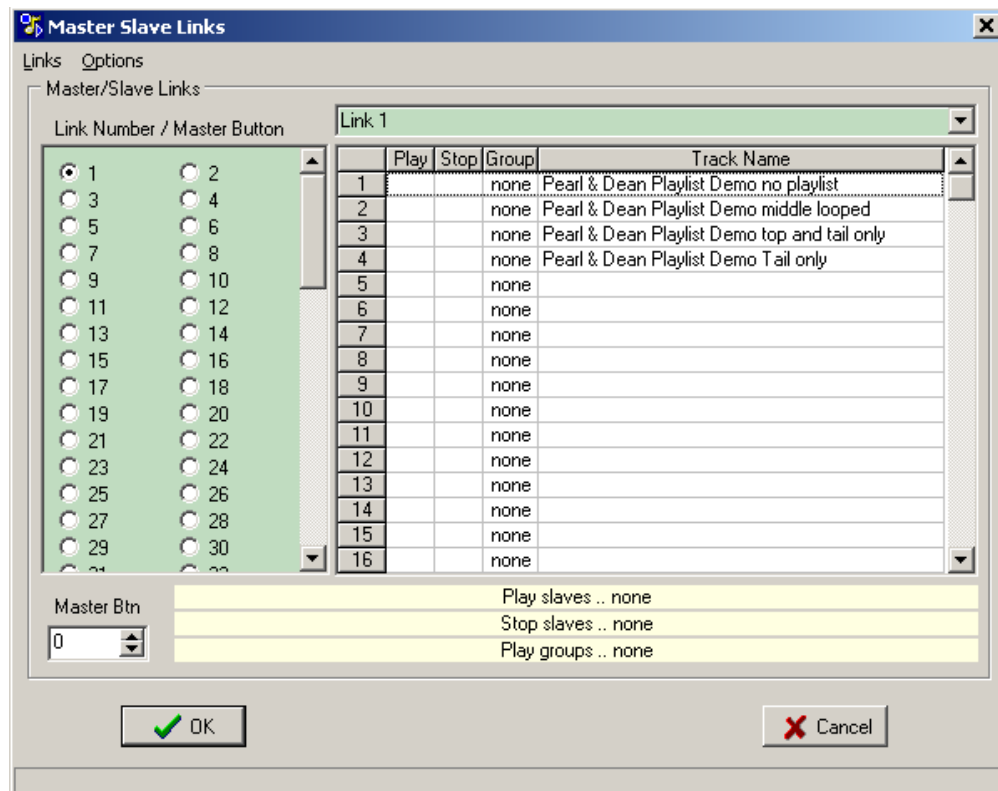 Master Slave Links
Links Options
Master/Slave Links
Link Number / Master Button
Link 1
1 2
3 4
5 6
7 8
9 10
11 12
13 14
15 16
17 18
19 20
21 22
23 24
25 26
27 28
29 30
Play Stop Group Track Name
1 none Pearl & Dean Playlist Demo no playlist
2 none Pearl & Dean Playlist Demo middle looped
3 none Pearl & Dean Playlist Demo top and tail only
4 none Pearl & Dean Playlist Demo Tail only
5 none
6 none
7 none
8 none
9 none
10 none
11 none
12 none
13 none
14 none
15 none
16 none
Master Btn
0
Play slaves .. none
Stop slaves .. none
Play groups .. none
OK
Cancel